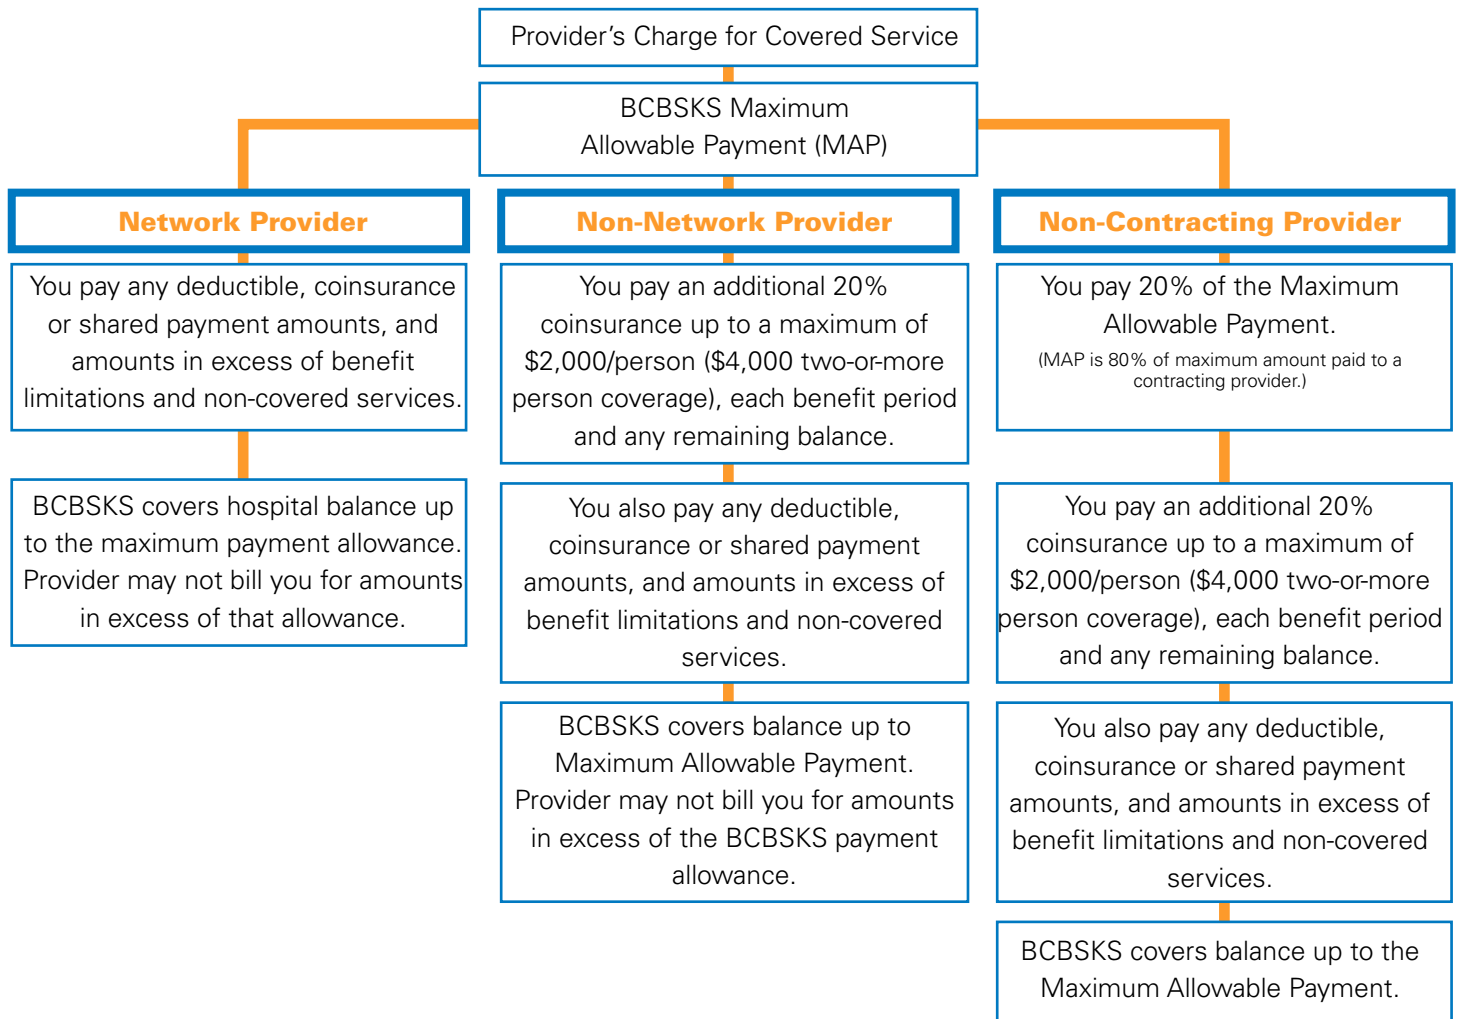 Provider's Charge for Covered Service
BCBSKS Maximum
Allowable Payment (MAP)
Network Provider
You pay any deductible, coinsurance
or shared payment amounts, and
amounts in excess of benefit
limitations and non-covered services.
BCBSKS covers hospital balance up
to the maximum payment allowance.
Provider may not bill you for amounts
in excess of that allowance.
Non-Network Provider
You pay an additional 20%
coinsurance up to a maximum of
$2,000/person ($4,000 two-or-more
person coverage), each benefit period
and any remaining balance.
You also pay any deductible,
coinsurance or shared payment
amounts, and amounts in excess of
benefit limitations and non-covered
services.
BCBSKS covers balance up to
Maximum Allowable Payment.
Provider may not bill you for amounts
in excess of the BCBSKS payment
allowance.
Non-Contracting Provider
You pay 20% of the Maximum
Allowable Payment.
(MAP is 80% of maximum amount paid to a
contracting provider.)
You pay an additional 20%
coinsurance up to a maximum of
$2,000/person ($4,000 two-or-more
person coverage), each benefit period
and any remaining balance.
You also pay any deductible,
coinsurance or shared payment
amounts, and amounts in excess of
benefit limitations and non-covered
services.
BCBSKS covers balance up to the
Maximum Allowable Payment.